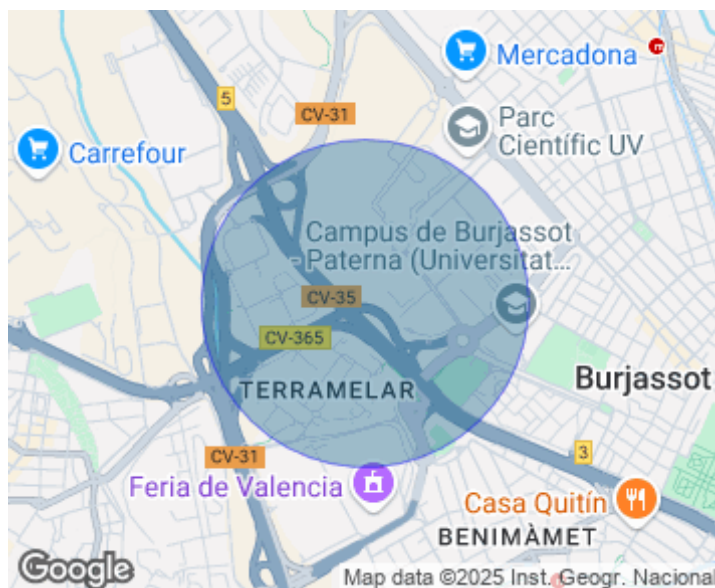 Mercadona
m
5
CV-31
Parc
Científic UV
Carrefour
Campus de Burjassot
- Paterna (Universitat...
CV-35
CV-365
TERRAMELAR
Burjassot
CV-31
3
Feria de Valencia
Casa Quitín
BENIMÀMET
Google
Map data ©2025 Inst. Geogr. Nacional